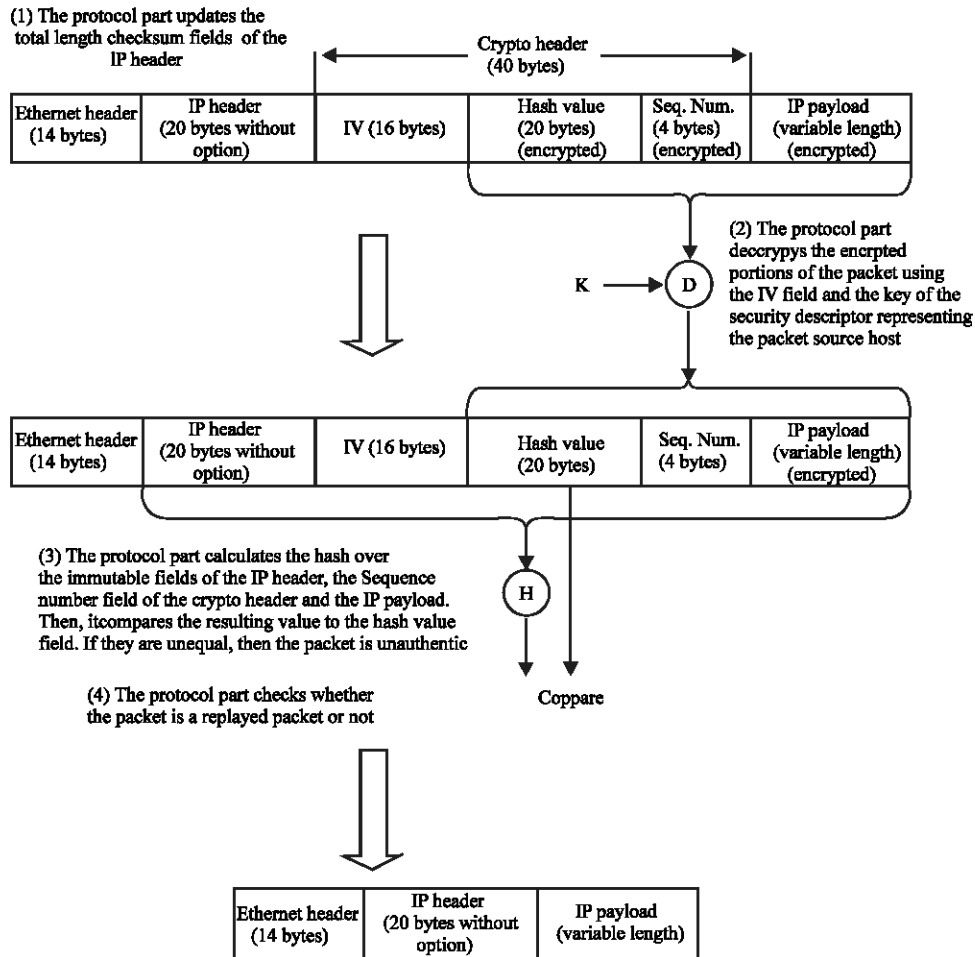 (1) The protocol part updates the
total length checksum fields of the
IP header
Crypto header
(40 bytes)
Ethernet header
(14 bytes)
IP header
(20 bytes without
option)
IV (16 bytes)
Hash value
(20 bytes)
(encrypted)
Seq. Num.
(4 bytes)
(encrypted)
IP payload
(variable length)
(encrypted)
(2) The protocol part
deccrypys the encrpted
portions of the packet using
the IV field and the key of the
security descriptor representing
the packet source host
K
D
Ethernet header
(14 bytes)
IP header
(20 bytes without
option)
IV (16 bytes)
Hash value
(20 bytes)
Seq. Num.
(4 bytes)
IP payload
(variable length)
(encrypted)
(3) The protocol part calculates the hash over
the immutable fields of the IP header, the Sequence
number field of the crypto header and the IP payload.
Then, itcompares the resulting value to the hash value
field. If they are unequal, then the packet is unauthentic
H
(4) The protocol part checks whether
the packet is a replayed packet or not
Coppare
Ethernet header
(14 bytes)
IP header
(20 bytes without
option)
IP payload
(variable length)